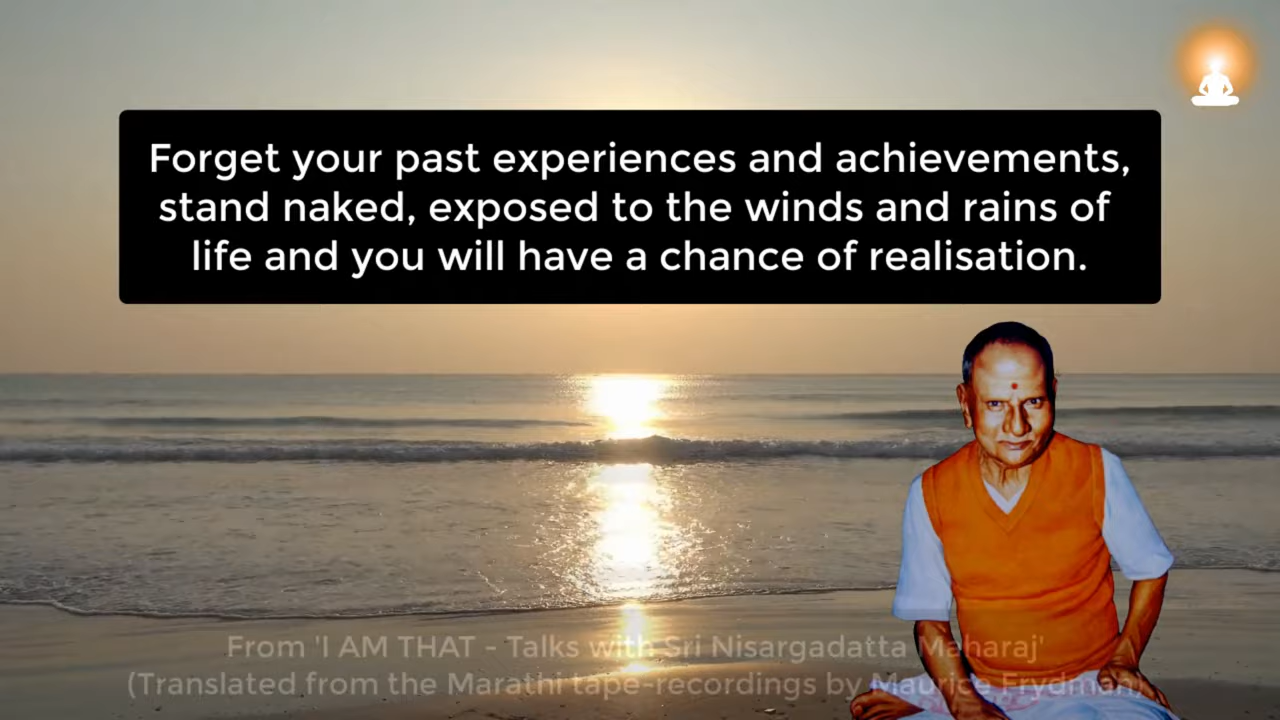 Forget your past experiences and achievements,
stand naked, exposed to the winds and rains of
life and you will have a chance of realisation.
From 'I AM THAT - Talks with Sri Nisargadatta Maharaj'
(Translated from the Marathi tape-recordings by Maurice Frydman)